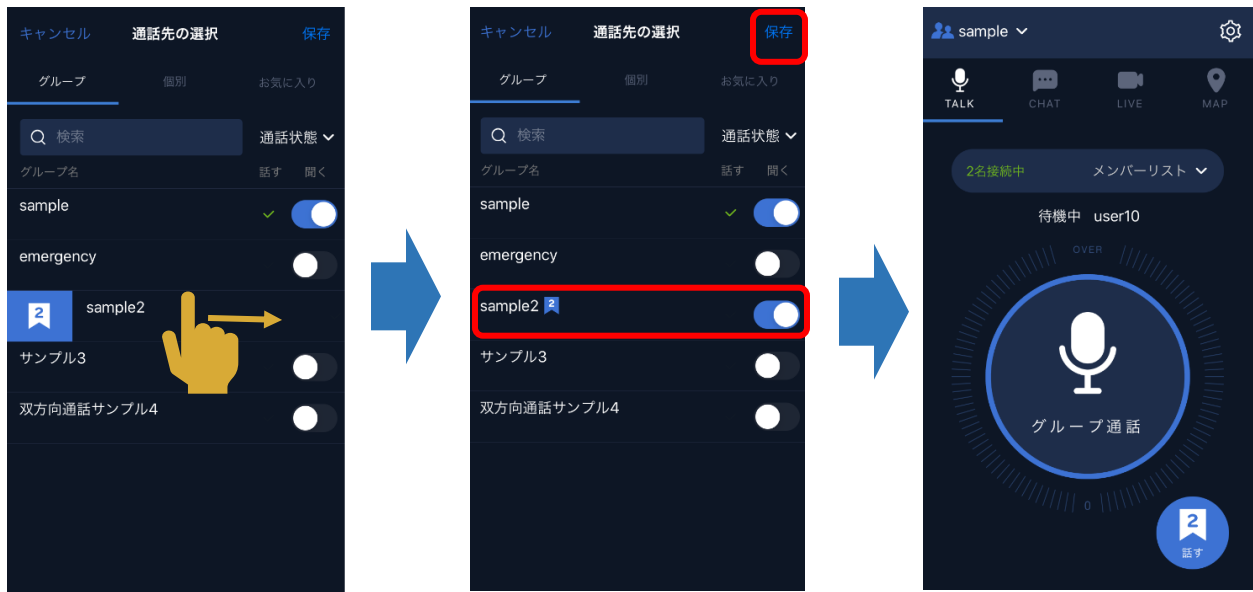 キャンセル 通話先の選択 保存
グループ 個別 お気に入り
検索 通話状態
グループ名 話す 聞く
sample
emergency
2 sample2
サンプル3
双方向通話サンプル4
キャンセル 通話先の選択 保存
グループ 個別 お気に入り
検索 通話状態
グループ名 話す 聞く
sample
emergency
sample2 2
サンプル3
双方向通話サンプル4
sample
TALK CHAT LIVE MAP
2名接続中 メンバーリスト
待機中 user10
OVER
グループ通話
0
2
話す